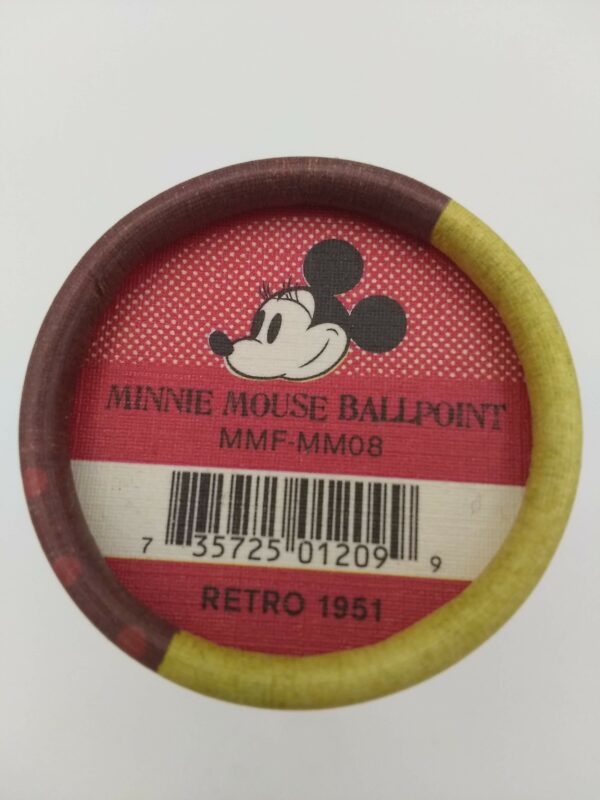 MINNIE MOUSE BALLPOINT
MMF-MM08
7 35725 01209 9
RETRO 1951